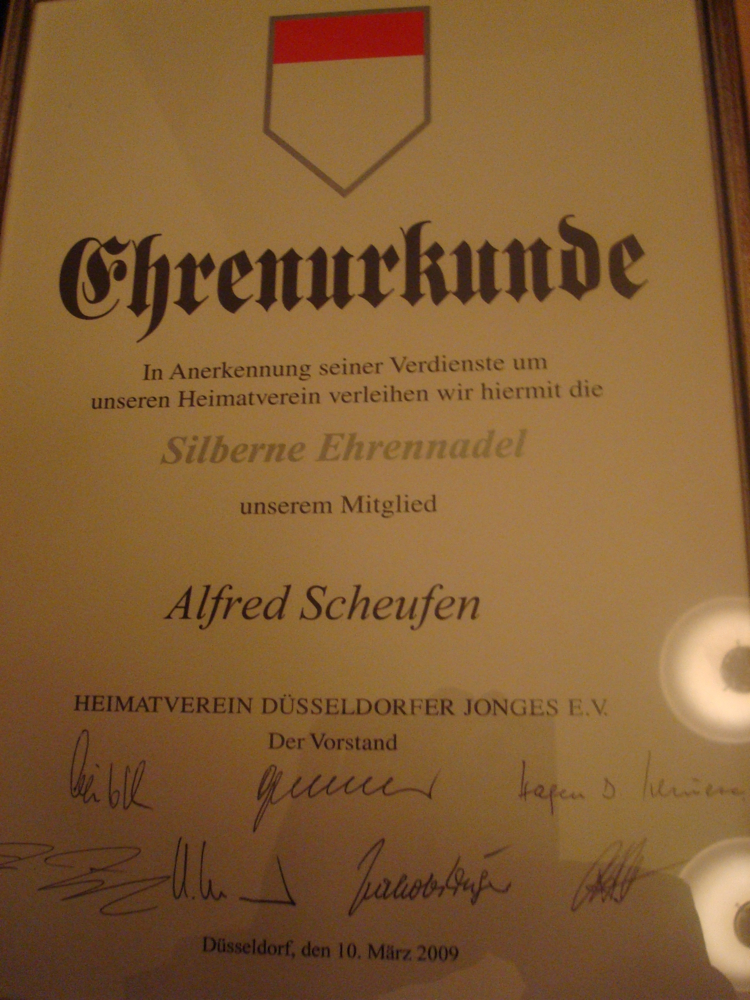 Ehrenurkunde
In Anerkennung seiner Verdienste um
unseren Heimatverein verleihen wir hiermit die
Silberne Ehrennadel
unserem Mitglied
Alfred Scheufen
HEIMATVEREIN DÜSSELDORFER JONGES E.V.
Der Vorstand
Hagen D
Düsseldorf, den 10. März 2009